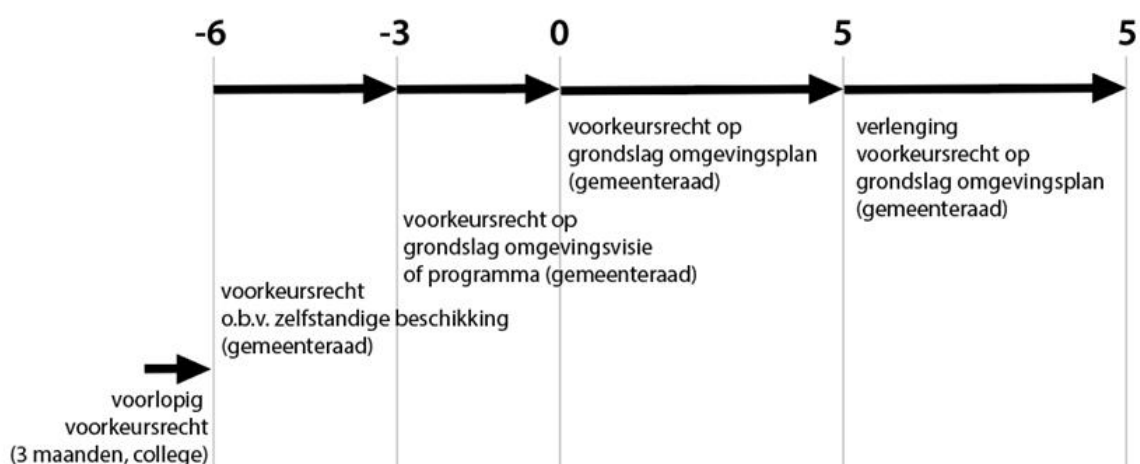 -6 -3 0 5 5
voorkeursrecht op
grondslag omgevingsplan
(gemeenteraad)
verlenging
voorkeursrecht op
grondslag omgevingsplan
(gemeenteraad)
voorkeursrecht op
grondslag omgevingsvisie
of programma (gemeenteraad)
voorkeursrecht
o.b.v. zelfstandige beschikking
(gemeenteraad)
voorlopig
voorkeursrecht
(3 maanden, college)